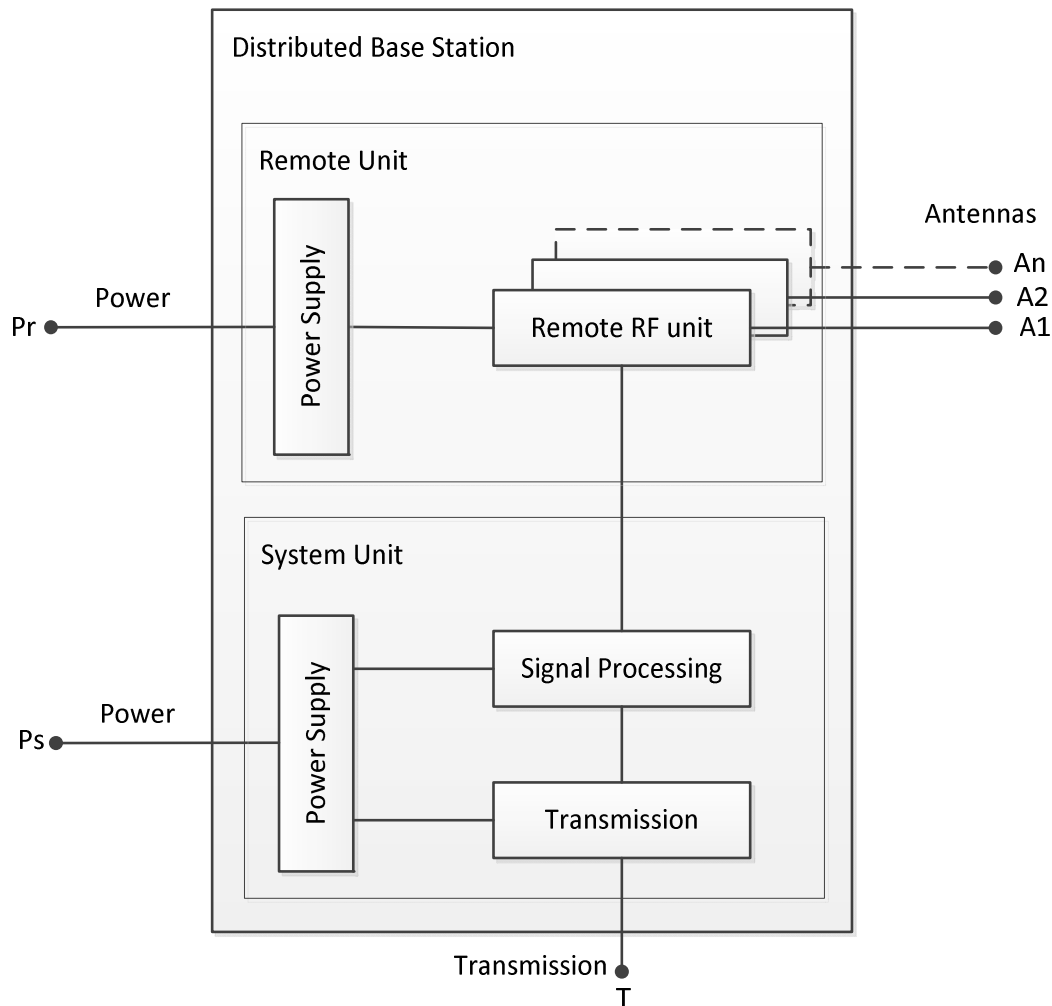 Distributed Base Station
Remote Unit
Power Supply
Remote RF unit
Antennas
An
A2
A1
Power
Pr
System Unit
Power Supply
Signal Processing
Transmission
Power
Ps
Transmission
T